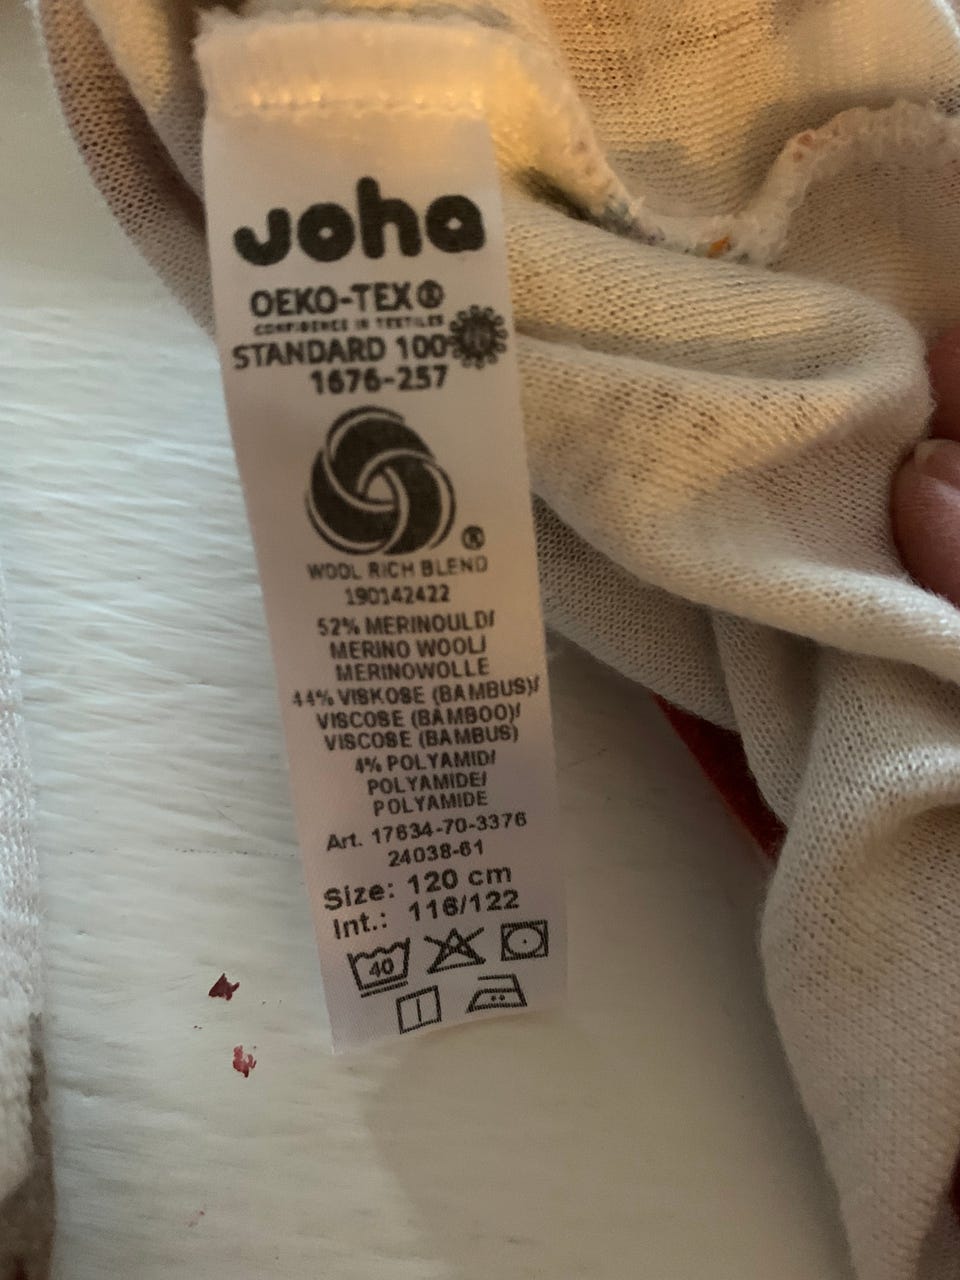 Joha
OEKO-TEX®
CONFIDENCE IN TEXTILES
STANDARD 100
1676-257
®
WOOL RICH BLEND
190142422
52% MERINOULD/
MERINO WOOL/
MERINOWOLLE
44% VISKOSE (BAMBUS)/
VISCOSE (BAMBOO)/
VISCOSE (BAMBUS)
4% POLYAMID/
POLYAMIDE/
POLYAMIDE
Art. 17634-70-3376
24038-61
Size: 120 cm
Int.: 116/122
40